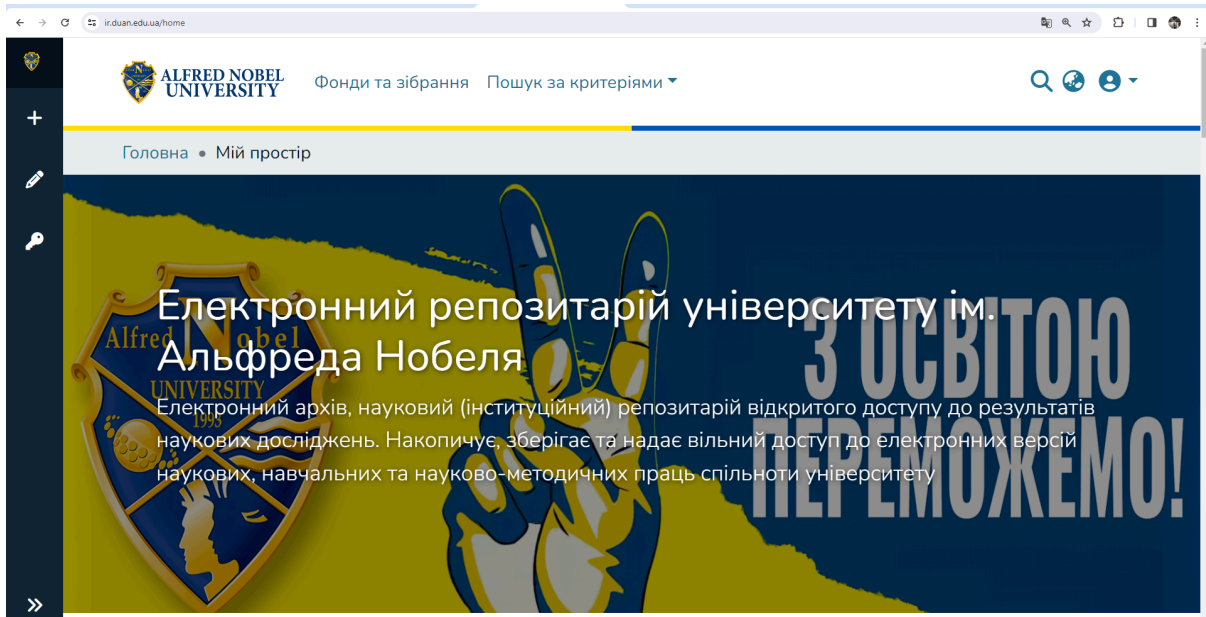 ir.duan.edu.ua/home
ALFRED NOBEL
UNIVERSITY
Фонди та зібрання Пошук за критеріями
Головна • Мій простір
Електронний репозитарій університету ім.
Альфреда Нобеля
Alfred Nobel
UNIVERSITY
1993
З ОСВІТОЮ
ПЕРЕМОЖЕМО!
Електронний архів, науковий (інституційний) репозитарій відкритого доступу до результатів
наукових досліджень. Накопичує, зберігає та надає вільний доступ до електронних версій
наукових, навчальних та науково-методичних праць спільноти університету